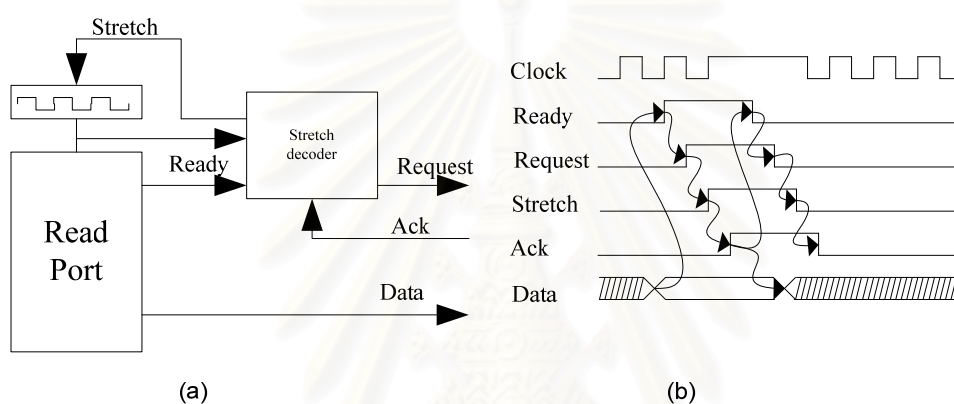 Stretch
Stretch
decoder
Ready
Request
Read
Port
Ack
Data
(a)
Clock
Ready
Request
Stretch
Ack
Data
(b)